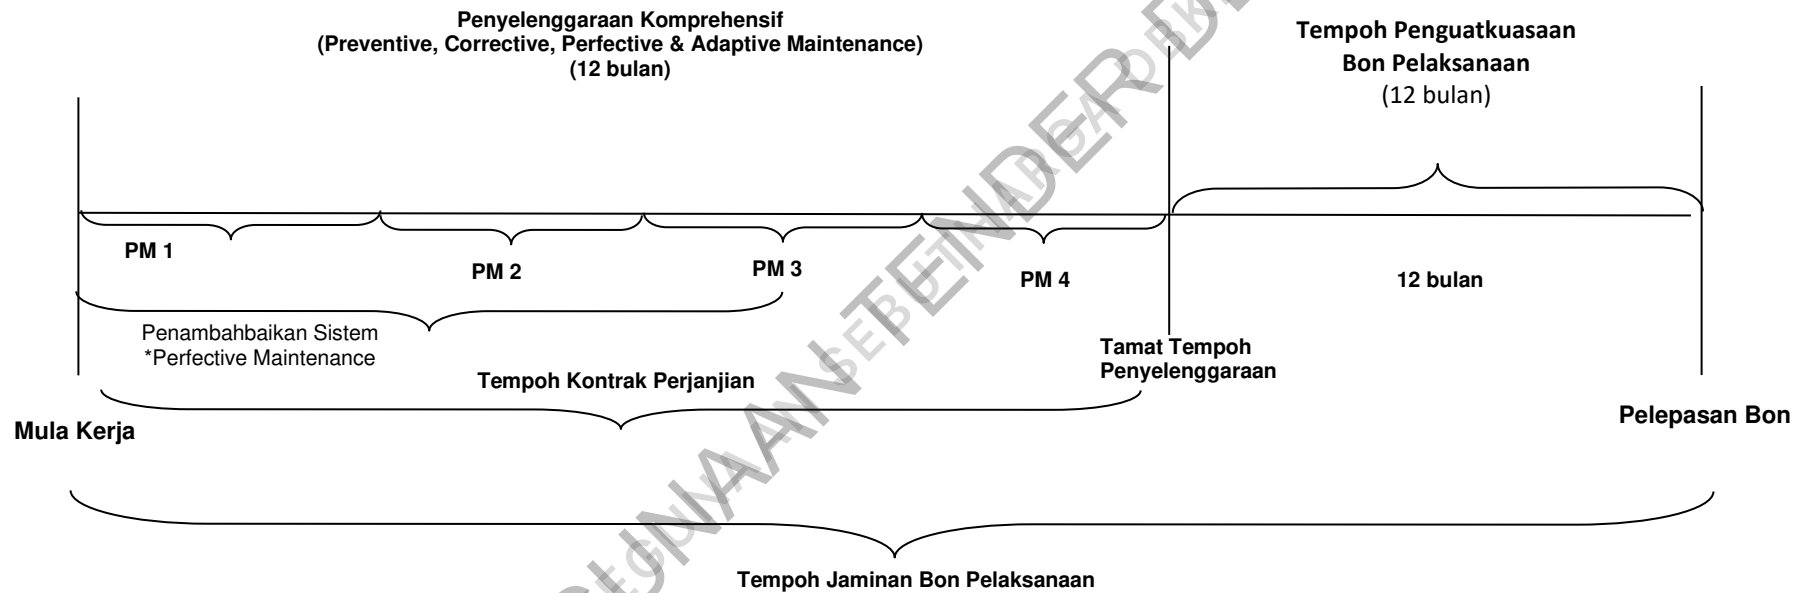 Penyelenggaraan Komprehensif
(Preventive, Corrective, Perfective & Adaptive Maintenance)
(12 bulan)
Tempoh Penguatkuasaan
Bon Pelaksanaan
(12 bulan)
PM 1
PM 2
PM 3
PM 4
12 bulan
Penambahbaikan Sistem
*Perfective Maintenance
Tempoh Kontrak Perjanjian
Tamat Tempoh
Penyelenggaraan
Mula Kerja
Pelepasan Bon
Tempoh Jaminan Bon Pelaksanaan